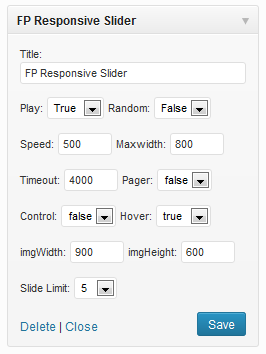 FP Responsive Slider
Title:
FP Responsive Slider
Play: True Random: False
Speed: 500 Maxwidth: 800
Timeout: 4000 Pager: false
Control: false Hover: true
imgWidth: 900 imgHeight: 600
Slide Limit: 5
Delete | Close Save